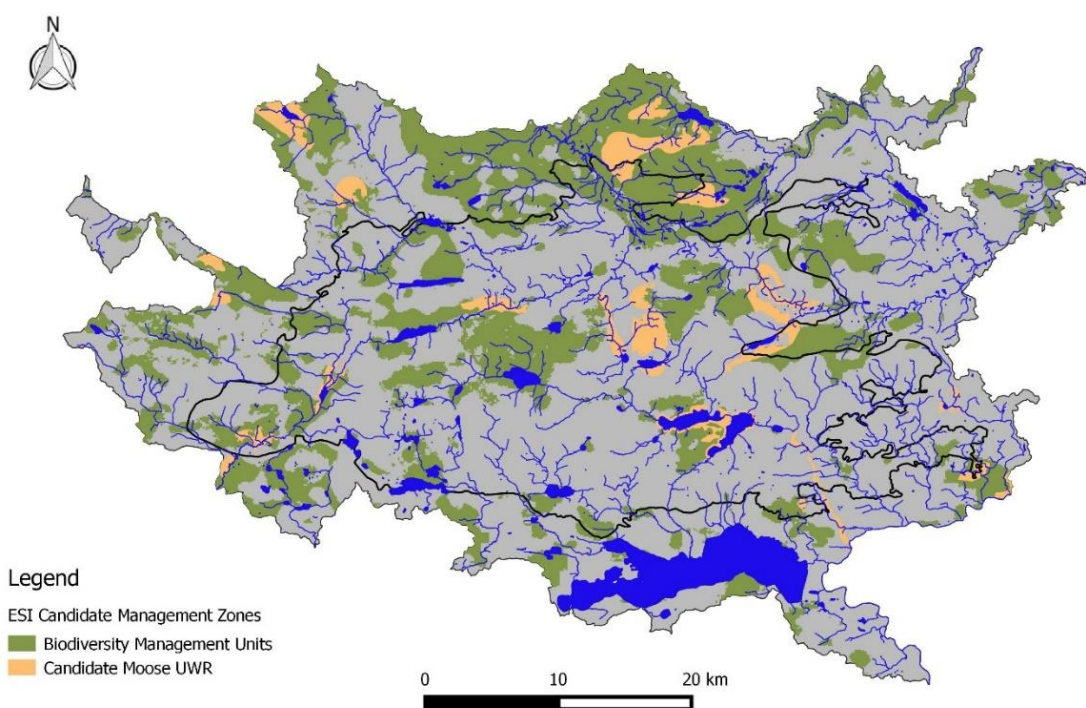 N
Legend
ESI Candidate Management Zones
Biodiversity Management Units
Candidate Moose UWR
0 10 20 km